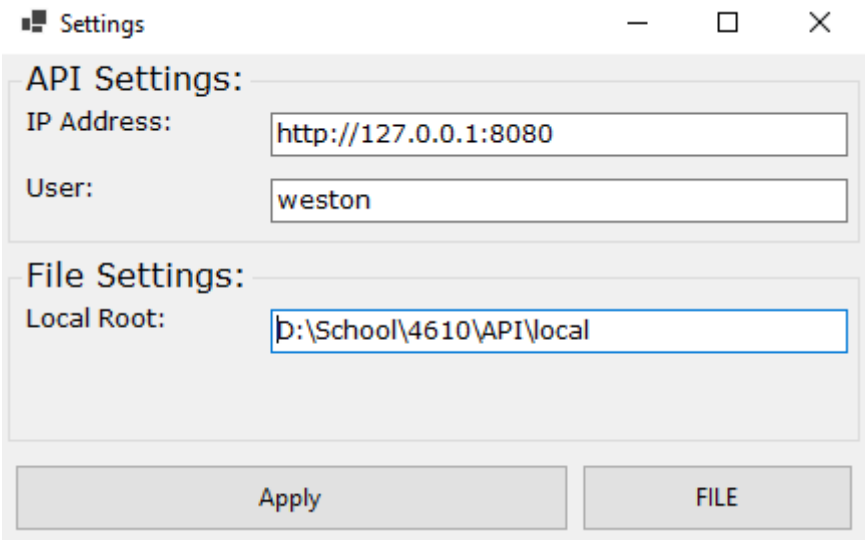 Settings
API Settings:
IP Address:
http://127.0.0.1:8080
User:
weston
File Settings:
Local Root:
D:\School\4610\API\local
Apply
FILE